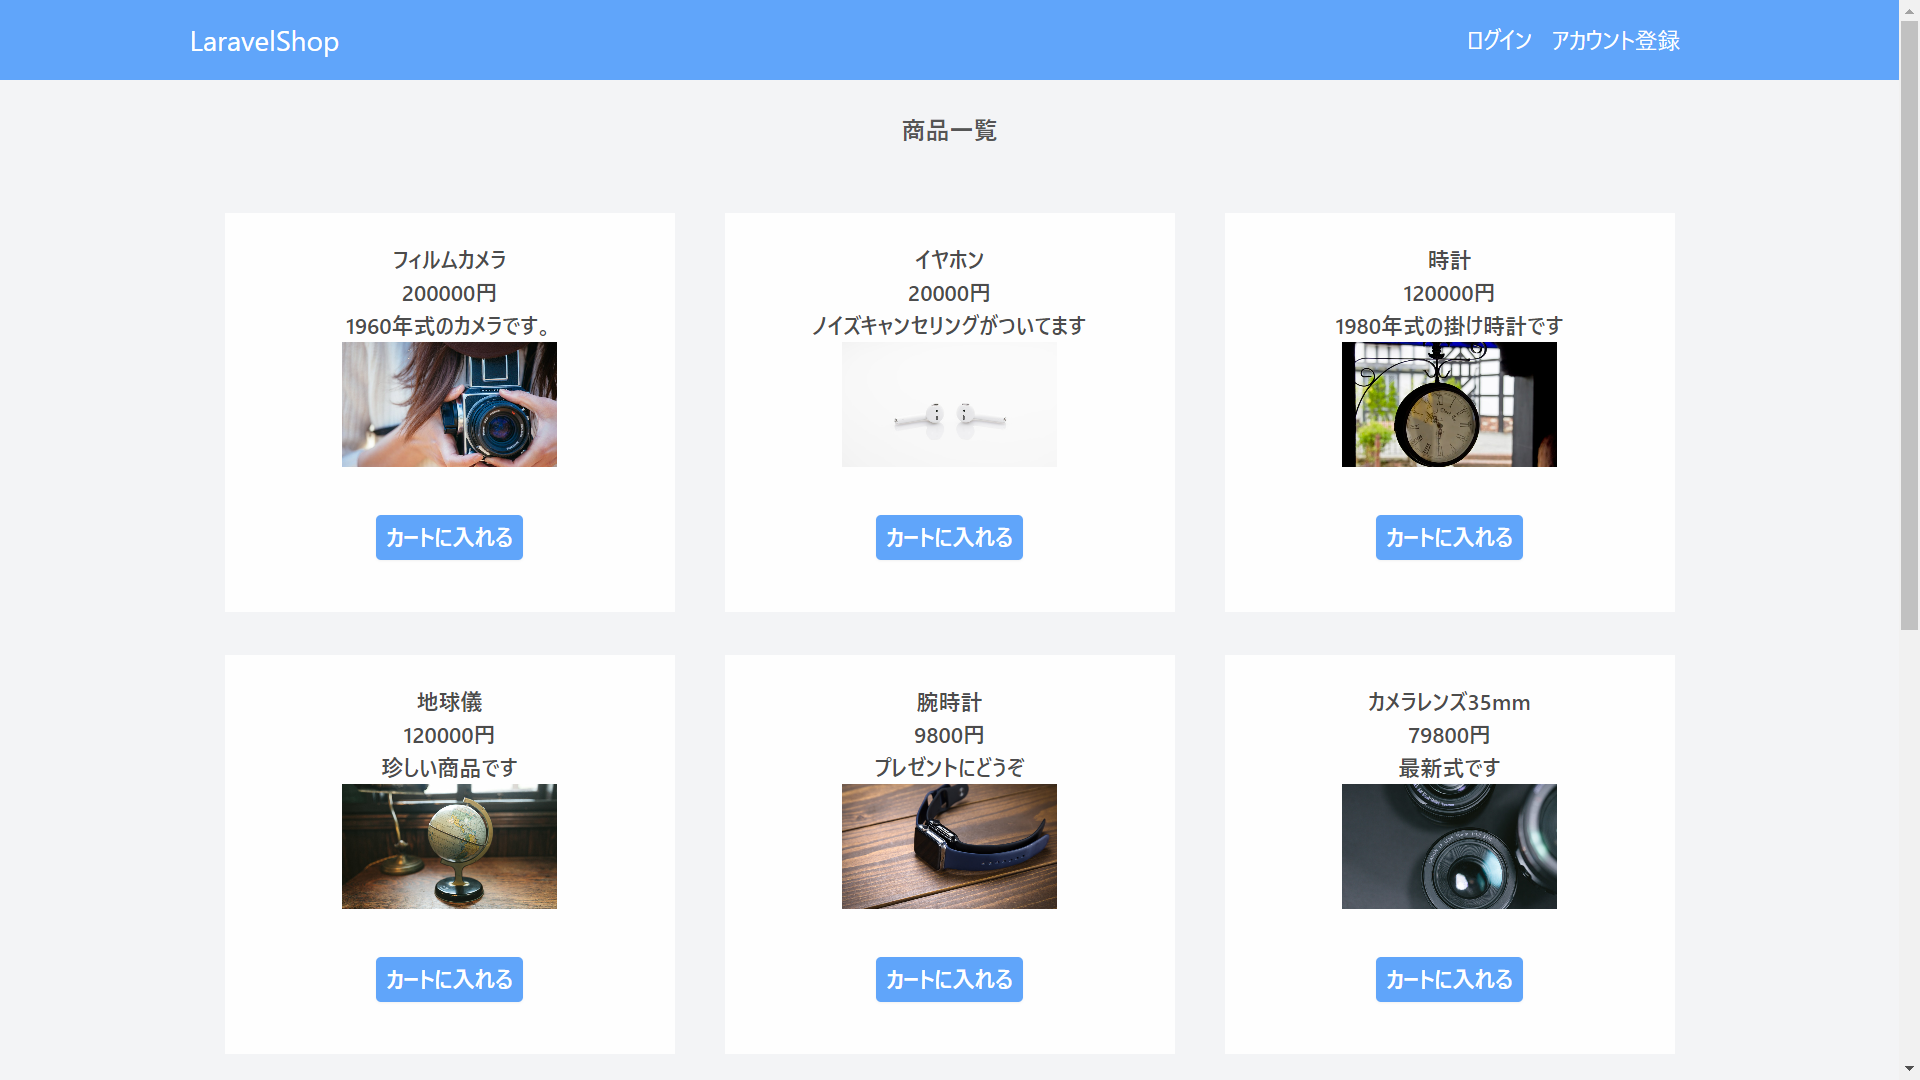 LaravelShop
ログイン アカウント登録
商品一覧
フィルムカメラ
200000円
1960年式のカメラです。
カートに入れる
イヤホン
20000円
ノイズキャンセリングがついてます
カートに入れる
時計
120000円
1980年式の掛け時計です
カートに入れる
地球儀
120000円
珍しい商品です
カートに入れる
腕時計
9800円
プレゼントにどうぞ
カートに入れる
カメラレンズ35mm
79800円
最新式です
カートに入れる